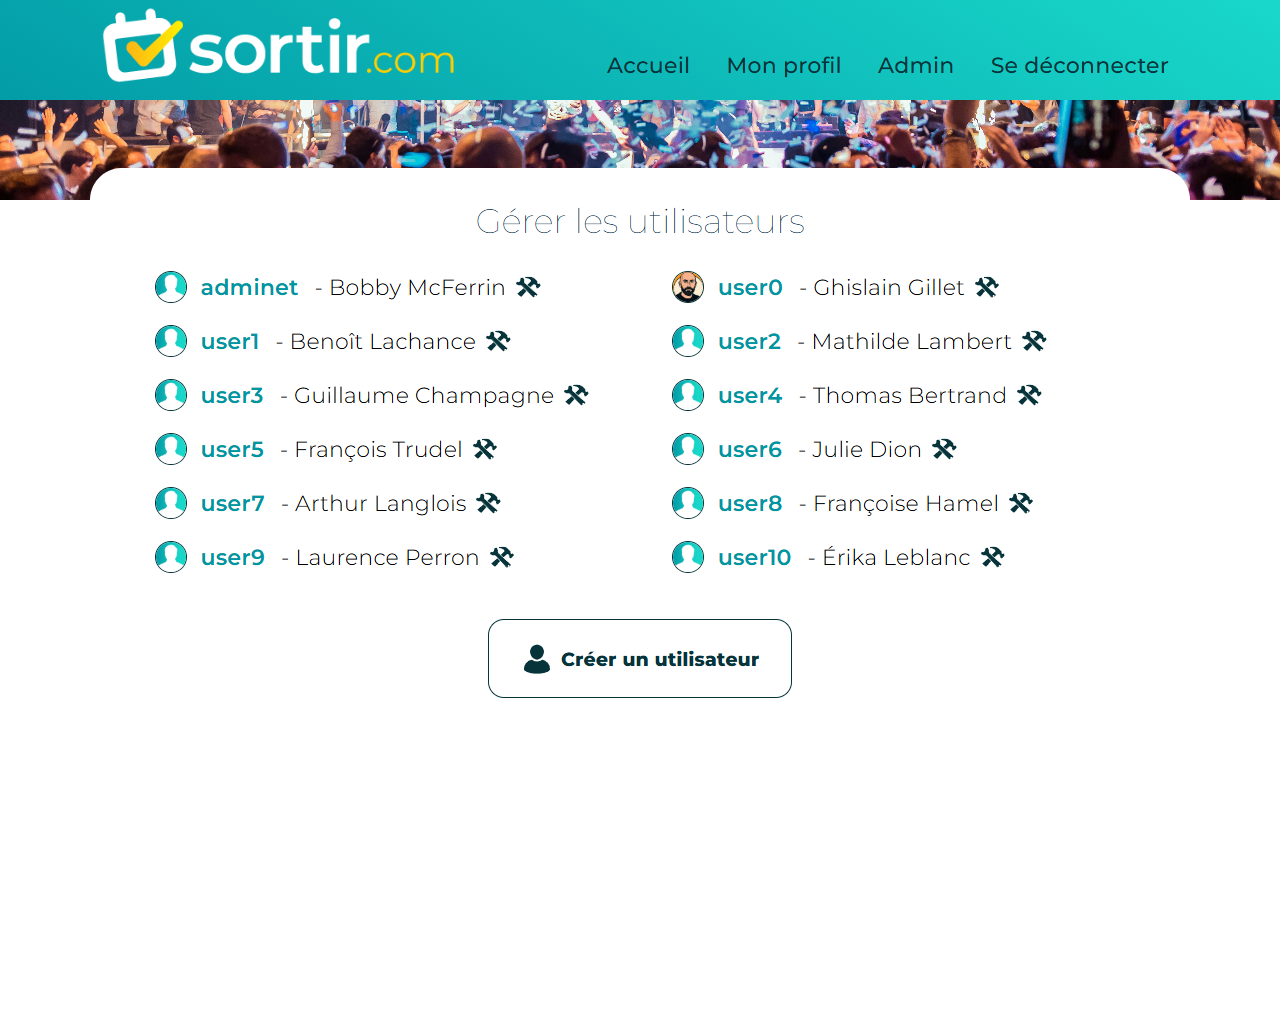 sortir.com
Accueil Mon profil Admin Se déconnecter
Gérer les utilisateurs
adminet - Bobby McFerrin
user0 - Ghislain Gillet
user1 - Benoît Lachance
user2 - Mathilde Lambert
user3 - Guillaume Champagne
user4 - Thomas Bertrand
user5 - François Trudel
user6 - Julie Dion
user7 - Arthur Langlois
user8 - Françoise Hamel
user9 - Laurence Perron
user10 - Érika Leblanc
Créer un utilisateur